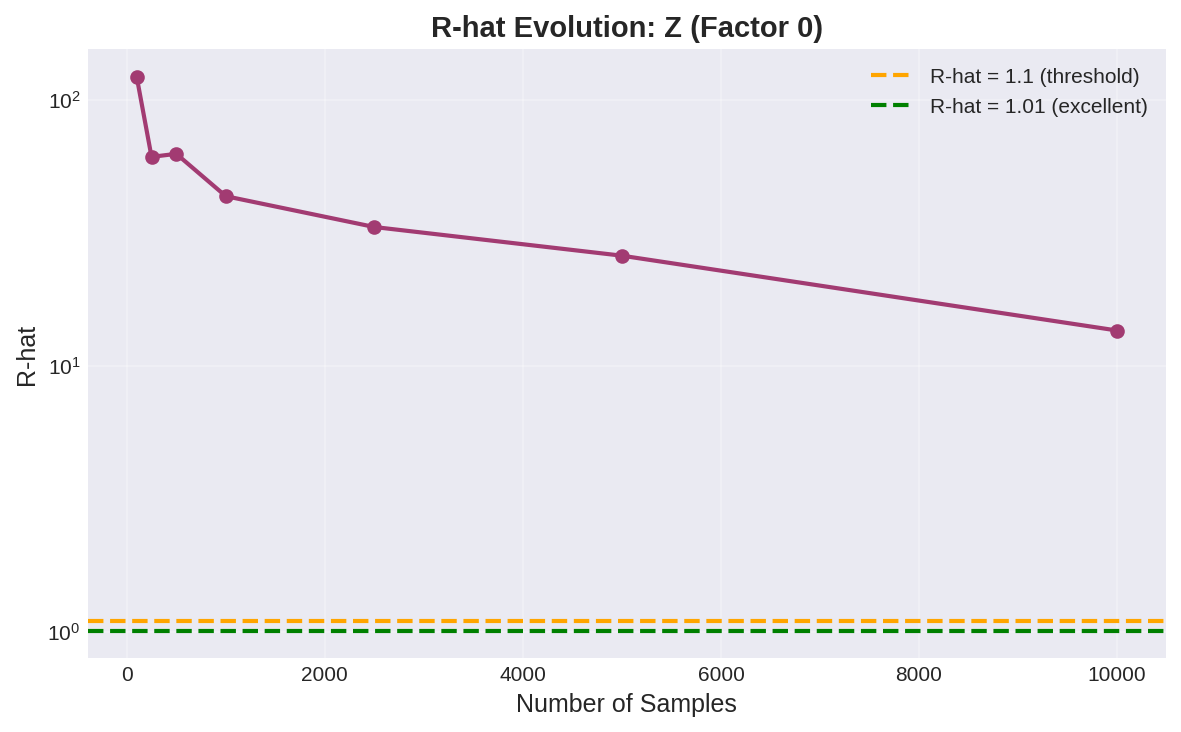 R-hat Evolution: Z (Factor 0)
R-hat = 1.1 (threshold)
R-hat = 1.01 (excellent)
R-hat
10²
10¹
10⁰
0 2000 4000 6000 8000 10000
Number of Samples